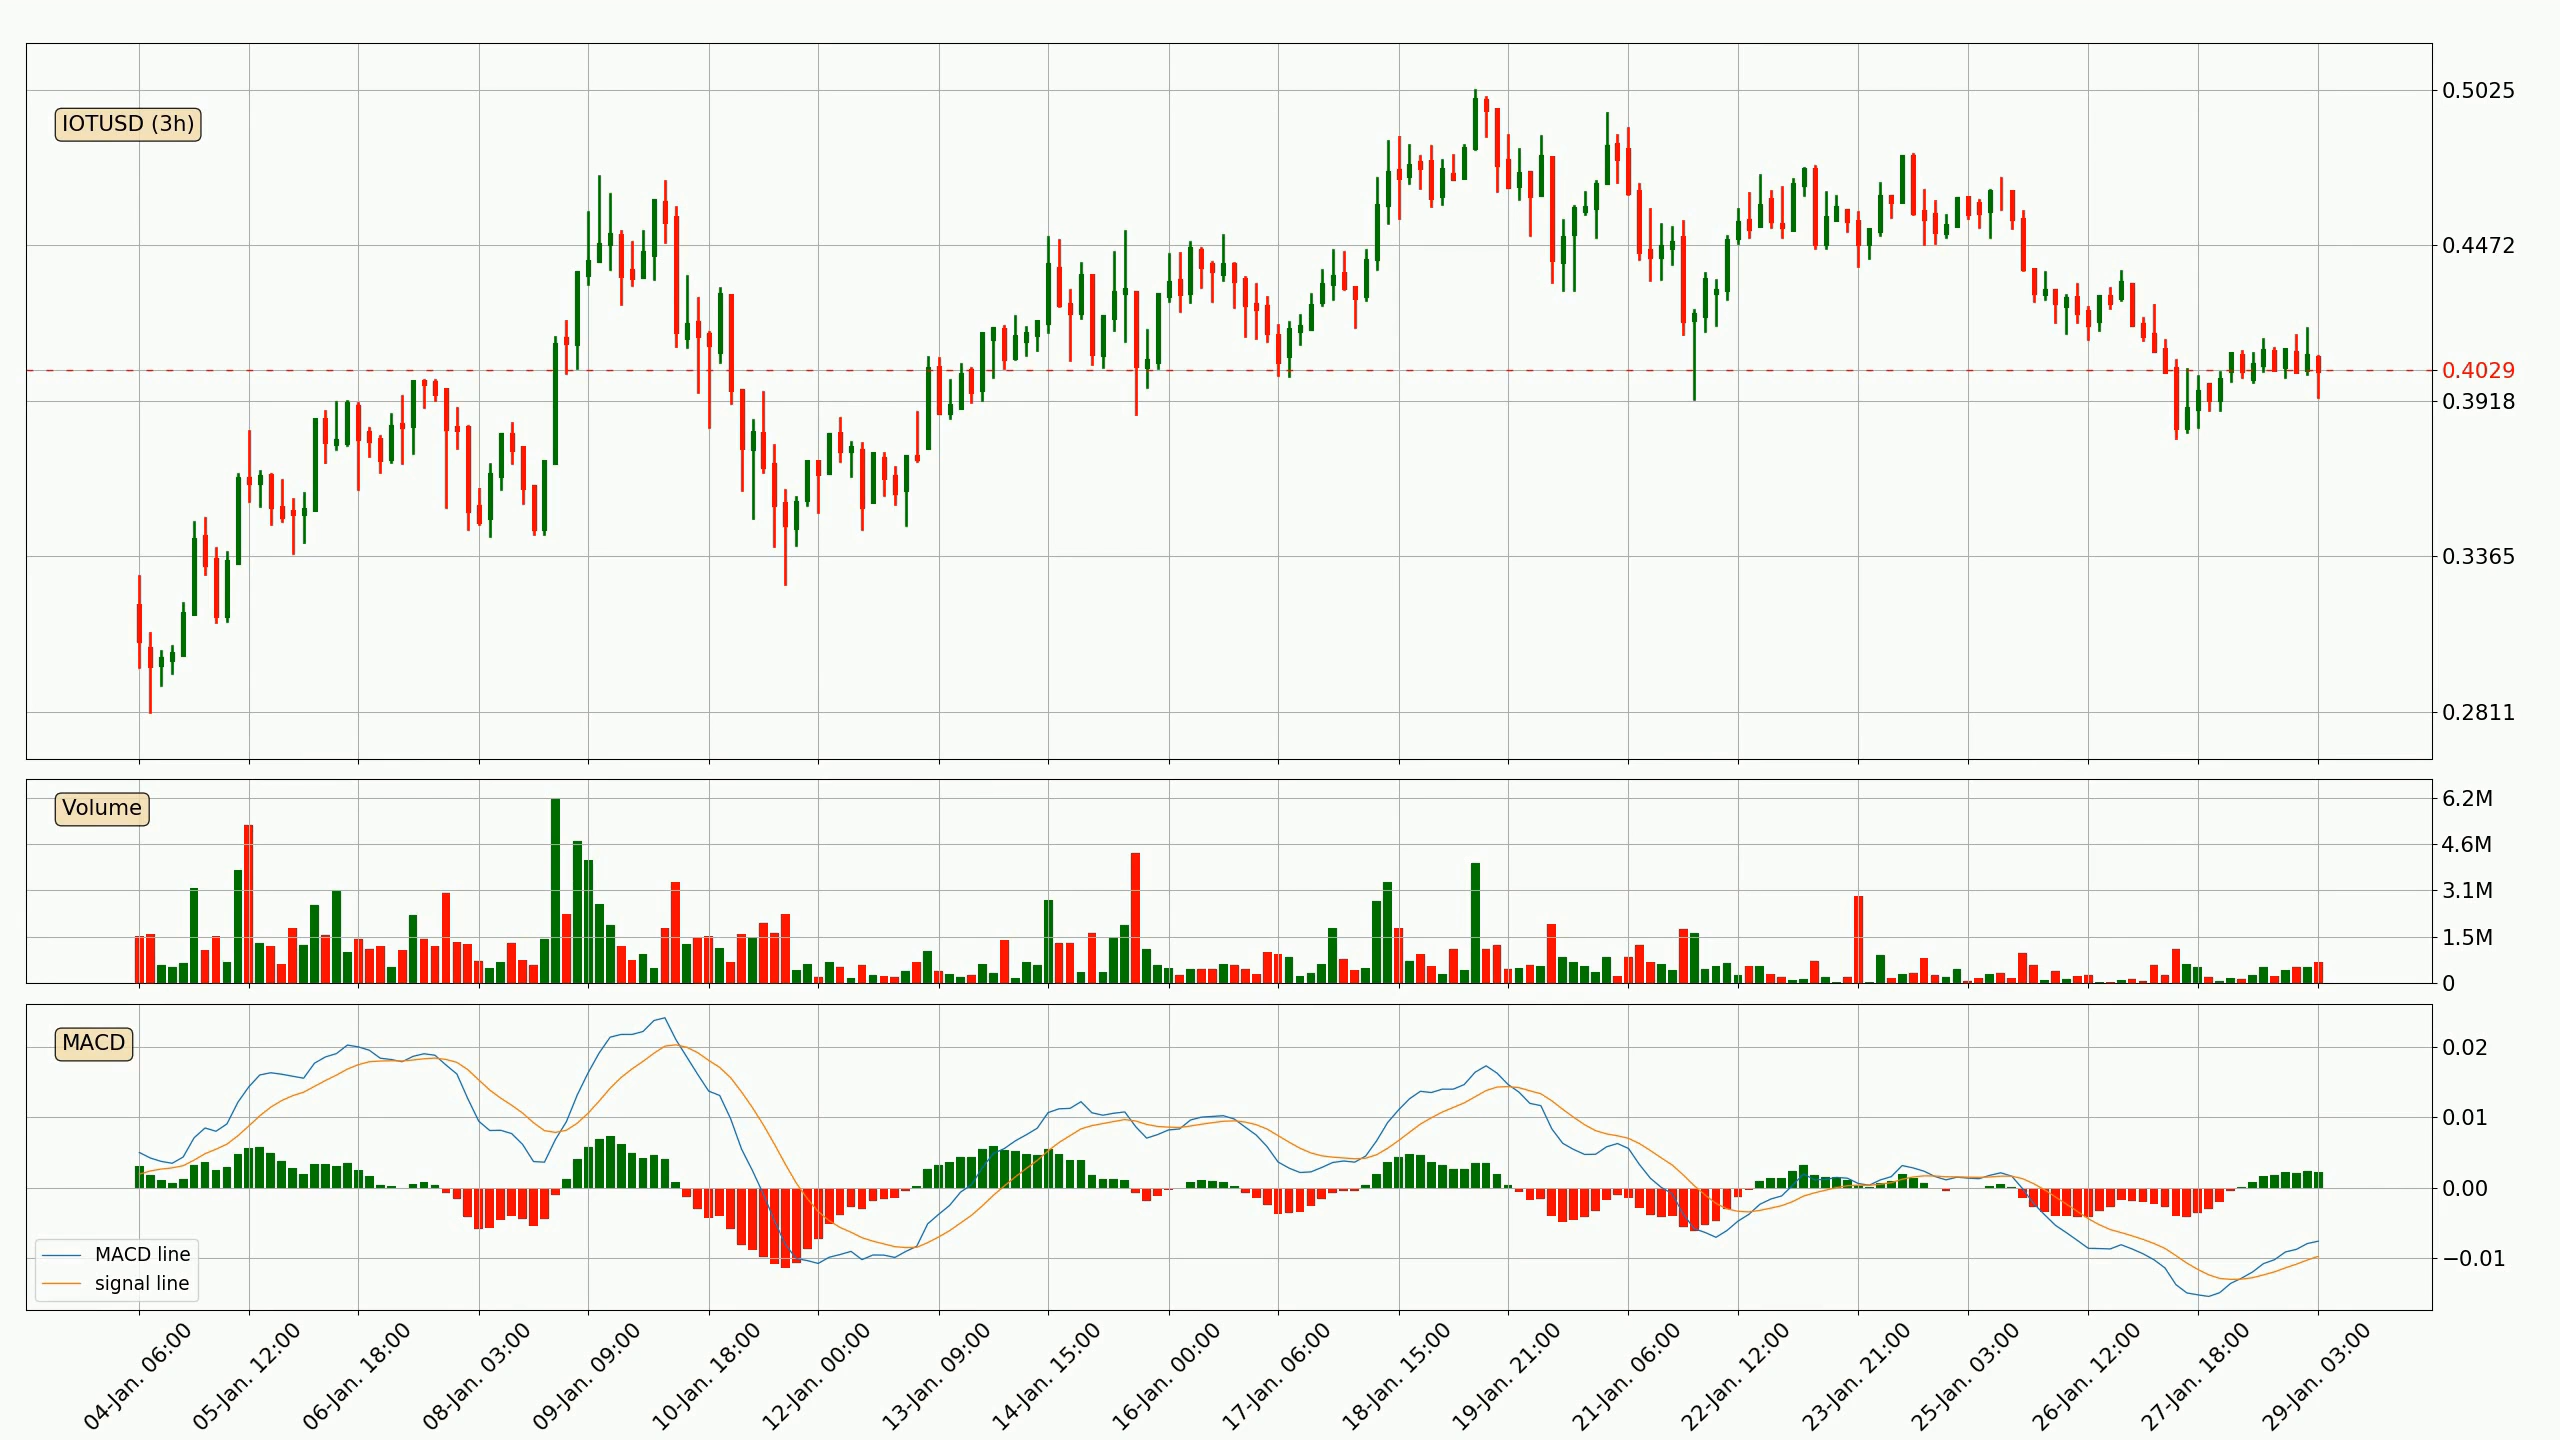 IOTUSD (3h)
0.5025
0.4472
0.4029
0.3918
0.3365
0.2811
Volume
6.2M
4.6M
3.1M
1.5M
0
MACD
0.02
0.01
0.00
−0.01
MACD line
signal line
04-Jan. 06:00
05-Jan. 12:00
06-Jan. 18:00
08-Jan. 03:00
09-Jan. 09:00
10-Jan. 18:00
12-Jan. 00:00
13-Jan. 09:00
14-Jan. 15:00
16-Jan. 00:00
17-Jan. 06:00
18-Jan. 15:00
19-Jan. 21:00
21-Jan. 06:00
22-Jan. 12:00
23-Jan. 21:00
25-Jan. 03:00
26-Jan. 12:00
27-Jan. 18:00
29-Jan. 03:00